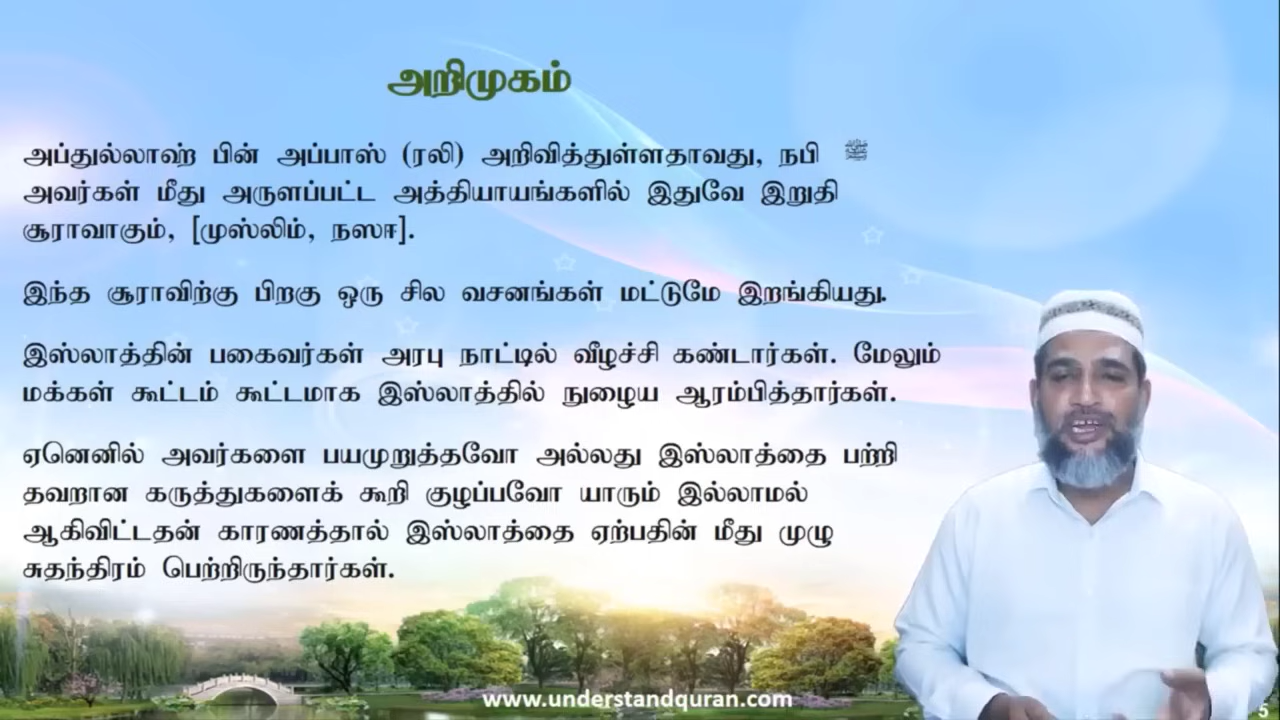 அறிமுகம்
அப்துல்லாஹ் பின் அப்பாஸ் (ரலி) அறிவித்துள்ளதாவது, நபி ﷺ
அவர்கள் மீது அருளப்பட்ட அத்தியாயங்களில் இதுவே இறுதி
சூராவாகும், [முஸ்லிம், நஸஈ].
இந்த சூராவிற்கு பிறகு ஒரு சில வசனங்கள் மட்டுமே இறங்கியது.
இஸ்லாத்தின் பகைவர்கள் அரபு நாட்டில் வீழச்சி கண்டார்கள். மேலும்
மக்கள் கூட்டம் கூட்டமாக இஸ்லாத்தில் நுழைய ஆரம்பித்தார்கள்.
ஏனெனில் அவர்களை பயமுறுத்தவோ அல்லது இஸ்லாத்தை பற்றி
தவறான கருத்துகளைக் கூறி குழப்பவோ யாரும் இல்லாமல்
ஆகிவிட்டதன் காரணத்தால் இஸ்லாத்தை ஏற்பதின் மீது முழு
சுதந்திரம் பெற்றிருந்தார்கள்.
www.understandquran.com
5